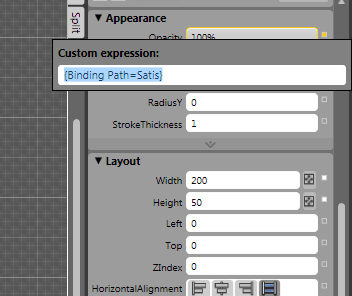 Split
▼ Appearance
Opacity 100%
Custom expression:
{Binding Path=Satis}
RadiusY 0
StrokeThickness 1
▼ Layout
Width 200
Height 50
Left 0
Top 0
ZIndex 0
HorizontalAlignment